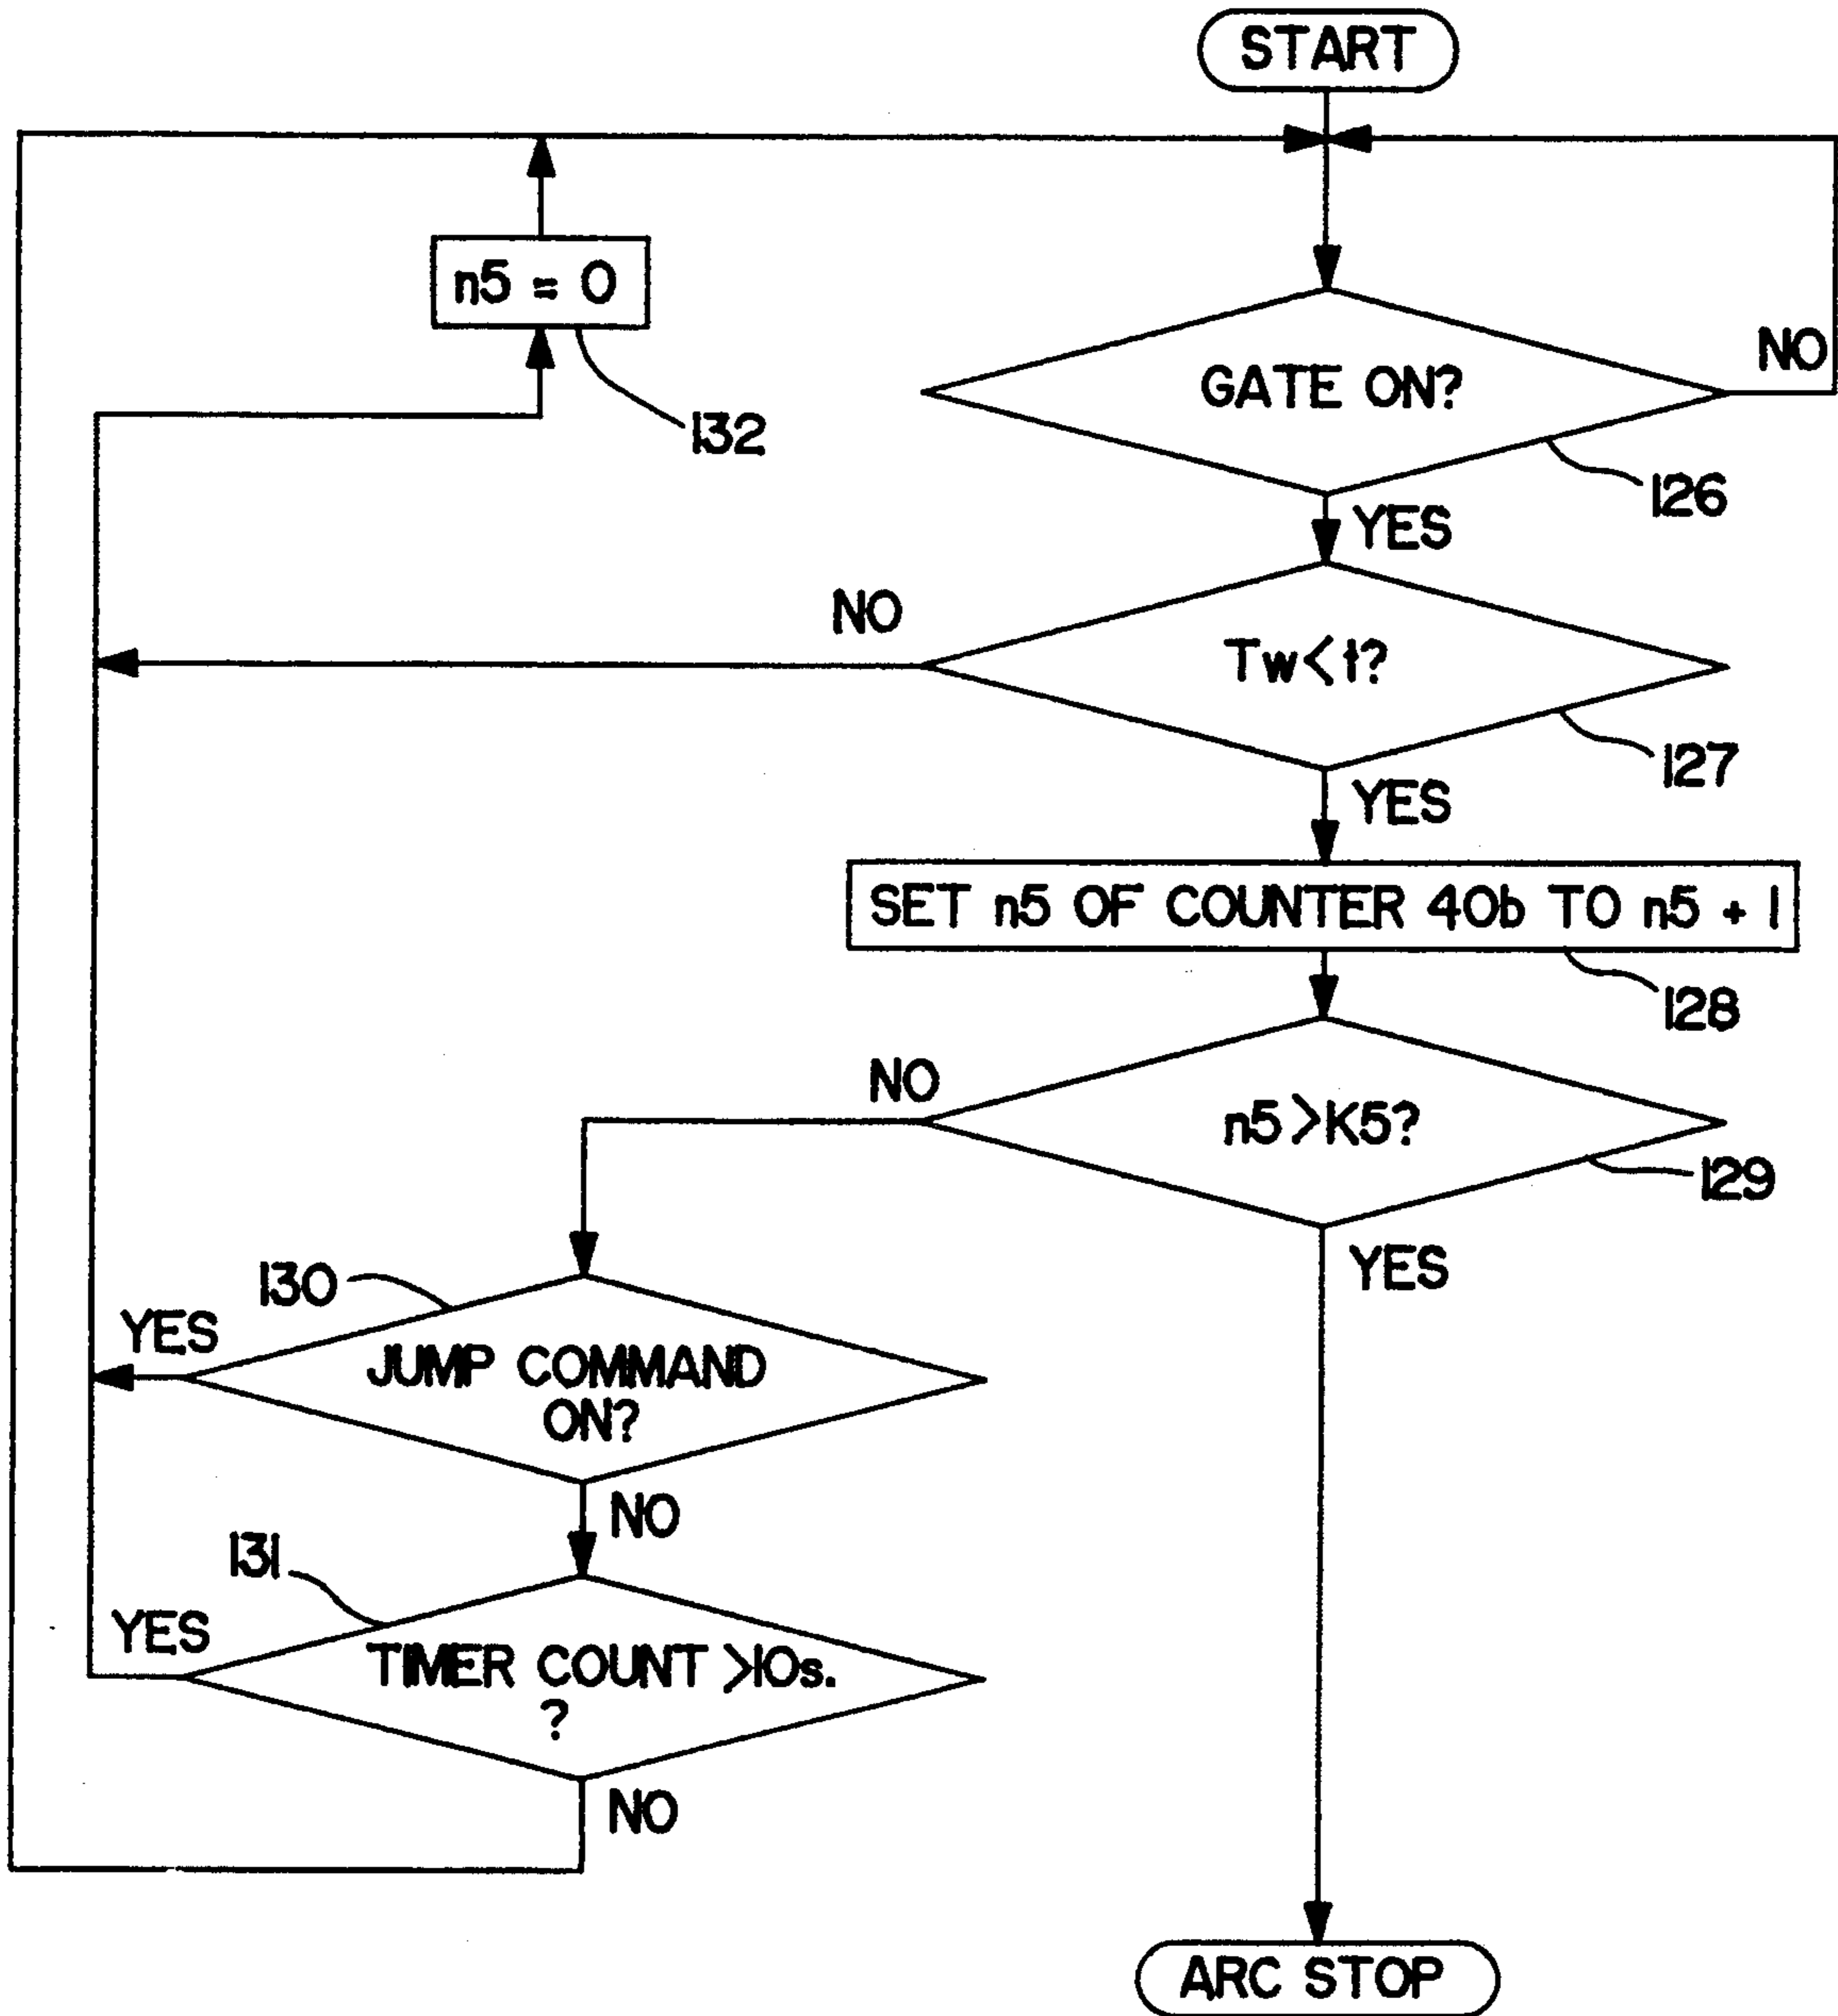 START
n5 = 0
132
GATE ON?
NO
126
YES
NO
Tw<t?
127
YES
SET n5 OF COUNTER 40b TO n5 + 1
128
NO
n5>K5?
129
YES
130
YES
JUMP COMMAND
ON?
NO
131
YES
TIMER COUNT >10s.
?
NO
ARC STOP